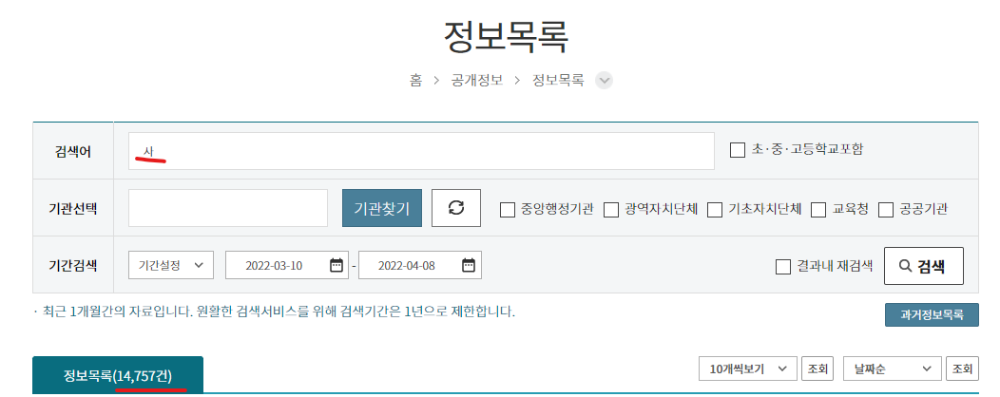 정보목록
홈 > 공개정보 > 정보목록
검색어 사 초·중·고등학교포함
기관선택 기관찾기 중앙행정기관 광역자치단체 기초자치단체 교육청 공공기관
기간검색 기간설정 2022-03-10 - 2022-04-08 결과내 재검색 검색
· 최근 1개월간의 자료입니다. 원활한 검색서비스를 위해 검색기간은 1년으로 제한합니다.
과거정보목록
정보목록(14,757건) 10개씩보기 조회 날짜순 조회